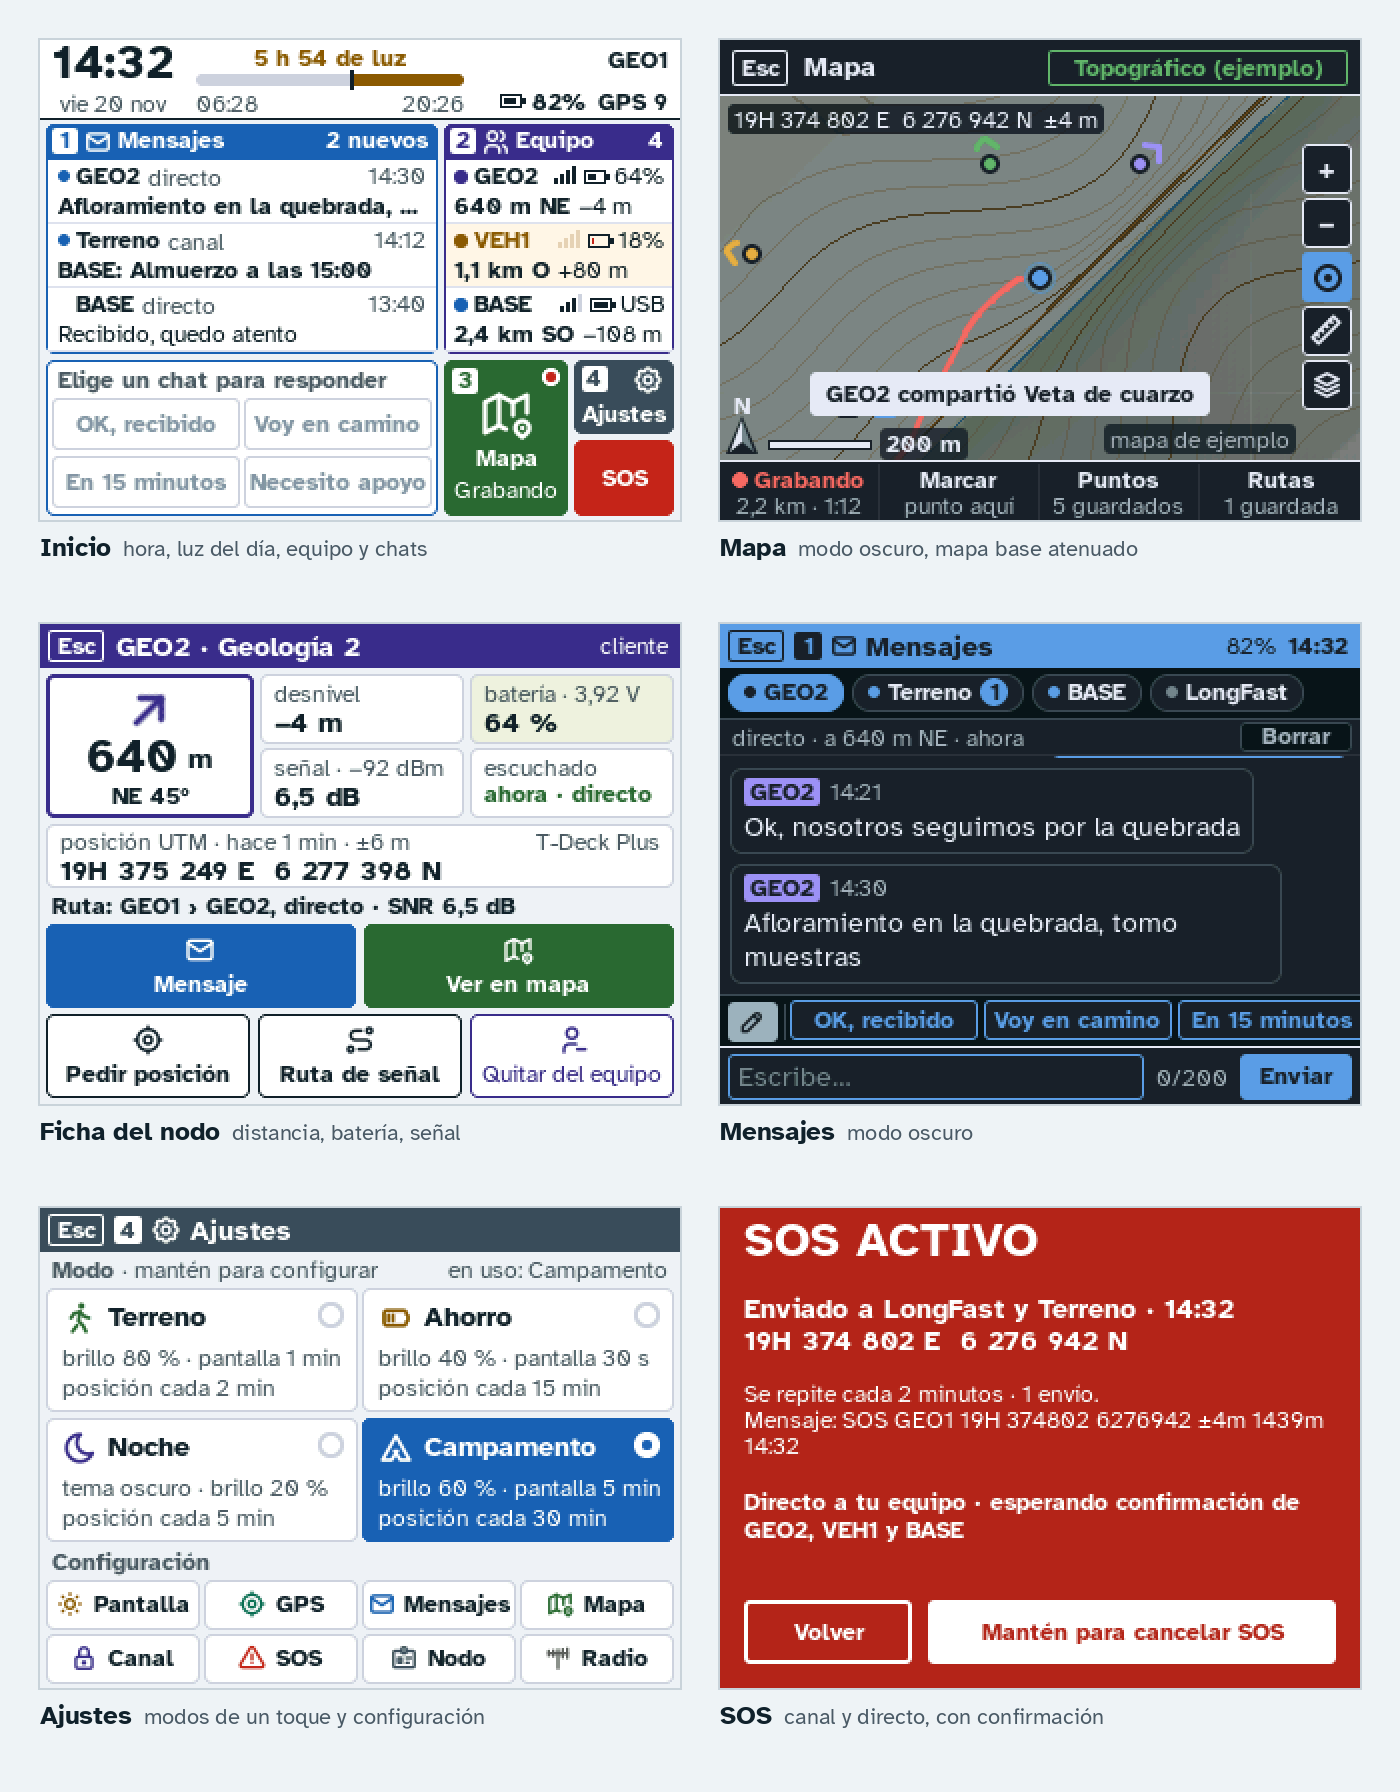 14:32
5 h 54 de luz
GEO1
vie 20 nov
06:28
20:26
82% GPS 9
1 Mensajes 2 nuevos
GEO2 directo 14:30
Afloramiento en la quebrada, ...
Terreno canal 14:12
BASE: Almuerzo a las 15:00
BASE directo 13:40
Recibido, quedo atento
2 Equipo 4
GEO2 64%
640 m NE −4 m
VEH1 18%
1,1 km O +80 m
BASE USB
2,4 km SO −108 m
Elige un chat para responder
OK, recibido
Voy en camino
En 15 minutos
Necesito apoyo
3
Mapa
Grabando
4
Ajustes
SOS
Inicio hora, luz del día, equipo y chats
Esc Mapa
Topográfico (ejemplo)
19H 374 802 E 6 276 942 N ±4 m
+
−
GEO2 compartió Veta de cuarzo
N
200 m
mapa de ejemplo
Grabando
2,2 km · 1:12
Marcar
punto aquí
Puntos
5 guardados
Rutas
1 guardada
Mapa modo oscuro, mapa base atenuado
Esc GEO2 · Geología 2 cliente
640 m
NE 45°
desnivel
−4 m
batería · 3,92 V
64 %
señal · −92 dBm
6,5 dB
escuchado
ahora · directo
posición UTM · hace 1 min · ±6 m T-Deck Plus
19H 375 249 E 6 277 398 N
Ruta: GEO1 › GEO2, directo · SNR 6,5 dB
Mensaje
Ver en mapa
Pedir posición
Ruta de señal
Quitar del equipo
Ficha del nodo distancia, batería, señal
Esc 1 Mensajes 82% 14:32
GEO2
Terreno 1
BASE
LongFast
directo · a 640 m NE · ahora
Borrar
GEO2 14:21
Ok, nosotros seguimos por la quebrada
GEO2 14:30
Afloramiento en la quebrada, tomo
muestras
OK, recibido
Voy en camino
En 15 minutos
Escribe...
0/200
Enviar
Mensajes modo oscuro
Esc 4 Ajustes
Modo · mantén para configurar en uso: Campamento
Terreno
brillo 80 % · pantalla 1 min
posición cada 2 min
Ahorro
brillo 40 % · pantalla 30 s
posición cada 15 min
Noche
tema oscuro · brillo 20 %
posición cada 5 min
Campamento
brillo 60 % · pantalla 5 min
posición cada 30 min
Configuración
Pantalla
GPS
Mensajes
Mapa
Canal
SOS
Nodo
Radio
Ajustes modos de un toque y configuración
SOS ACTIVO
Enviado a LongFast y Terreno · 14:32
19H 374 802 E 6 276 942 N
Se repite cada 2 minutos · 1 envío.
Mensaje: SOS GEO1 19H 374802 6276942 ±4m 1439m
14:32
Directo a tu equipo · esperando confirmación de
GEO2, VEH1 y BASE
Volver
Mantén para cancelar SOS
SOS canal y directo, con confirmación